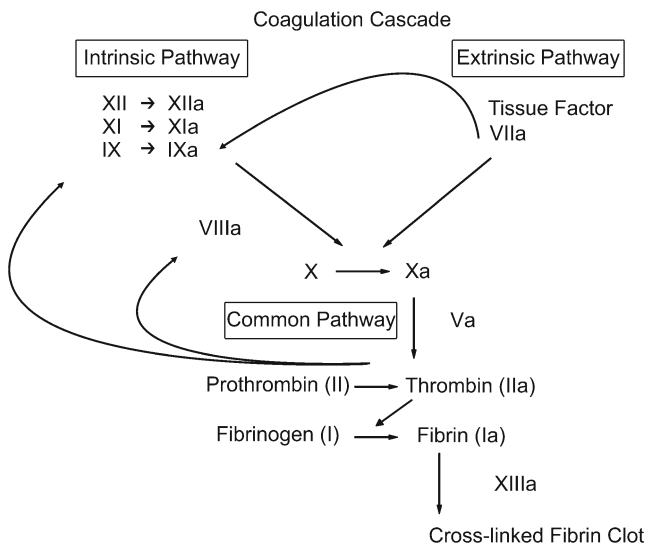 Coagulation Cascade
Intrinsic Pathway
Extrinsic Pathway
XII → XIIa
XI → XIa
IX → IXa
Tissue Factor
VIIa
VIIIa
X → Xa
Common Pathway
Va
Prothrombin (II) → Thrombin (IIa)
Fibrinogen (I) → Fibrin (Ia)
XIIIa
Cross-linked Fibrin Clot